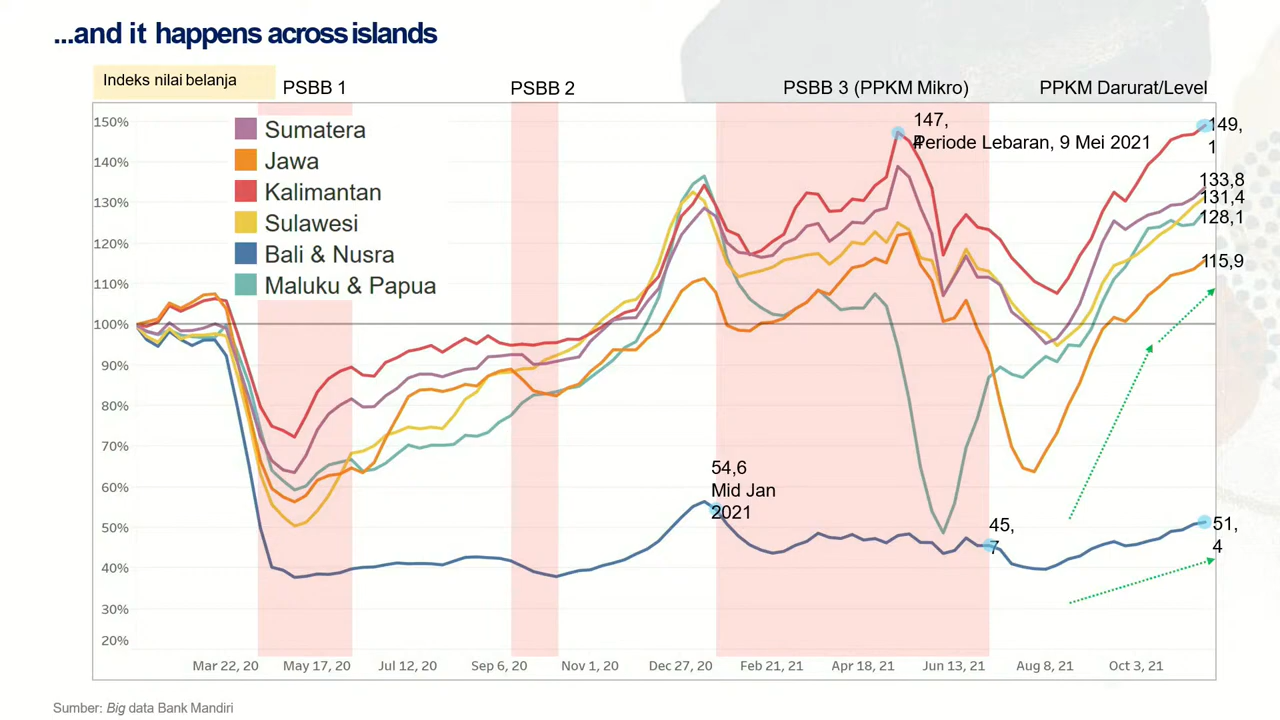 ...and it happens across islands
Indeks nilai belanja
PSBB 1
PSBB 2
PSBB 3 (PPKM Mikro)
PPKM Darurat/Level
150%
140%
130%
120%
110%
100%
90%
80%
70%
60%
50%
40%
30%
20%
Sumatera
Jawa
Kalimantan
Sulawesi
Bali & Nusra
Maluku & Papua
147,
4
Periode Lebaran, 9 Mei 2021
149,
1
133,8
131,4
128,1
115,9
54,6
Mid Jan
2021
45,
7
51,
4
Mar 22, 20
May 17, 20
Jul 12, 20
Sep 6, 20
Nov 1, 20
Dec 27, 20
Feb 21, 21
Apr 18, 21
Jun 13, 21
Aug 8, 21
Oct 3, 21
Sumber: Big data Bank Mandiri